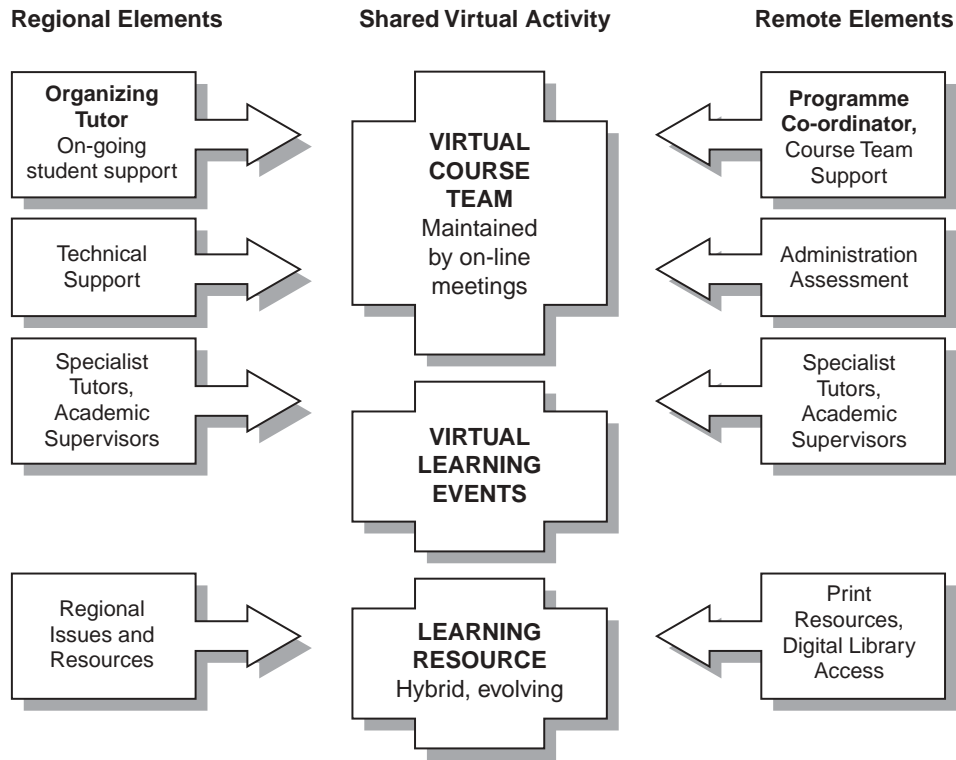 Regional Elements
Shared Virtual Activity
Remote Elements
Organizing
Tutor
On-going
student support
VIRTUAL
COURSE
TEAM
Maintained
by on-line
meetings
Programme
Co-ordinator,
Course Team
Support
Technical
Support
Administration
Assessment
Specialist
Tutors,
Academic
Supervisors
VIRTUAL
LEARNING
EVENTS
Specialist
Tutors,
Academic
Supervisors
Regional
Issues and
Resources
LEARNING
RESOURCE
Hybrid, evolving
Print
Resources,
Digital Library
Access